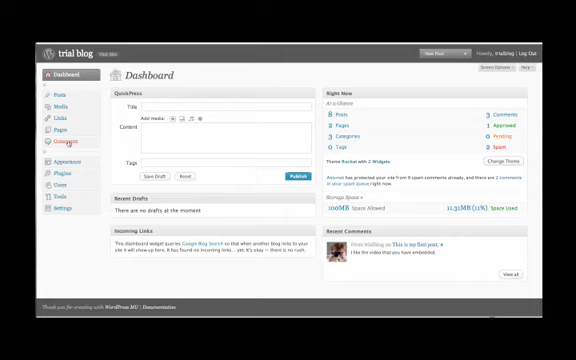 trial blog
Visit Site
New Post
Howdy, trialblog | Log Out
Screen Options
Help
Dashboard
Dashboard
Posts
Media
Links
Pages
Comments
Appearance
Plugins
Users
Tools
Settings
QuickPress
Title
Add media:
Content
Tags
Save Draft
Reset
Publish
Recent Drafts
There are no drafts at the moment
Incoming Links
This dashboard widget queries Google Blog Search so that when another blog links to your
site it will show up here. It has found no incoming links... yet. It's okay — there is no rush.
Right Now
At a Glance
8 Posts 3 Comments
2 Pages 1 Approved
3 Categories 0 Pending
0 Tags 2 Spam
Theme Rocket with 2 Widgets
Change Theme
Akismet has protected your site from 9 spam comments already, and there are 2 comments
in your spam queue right now.
Storage Space »
100MB Space Allowed 11.31MB (11%) Space Used
Recent Comments
From trialblog on This is my first post. #
I like the video that you have embedded.
View all
Thank you for creating with WordPress MU | Documentation